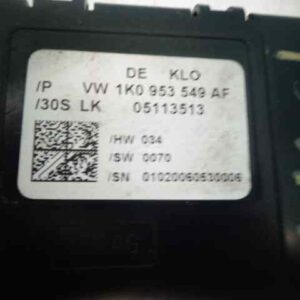 DE KLO
/P VW 1K0 953 549 AF
/30S LK 05113513
/HW 034
/SW 0070
/SN 01020060530006